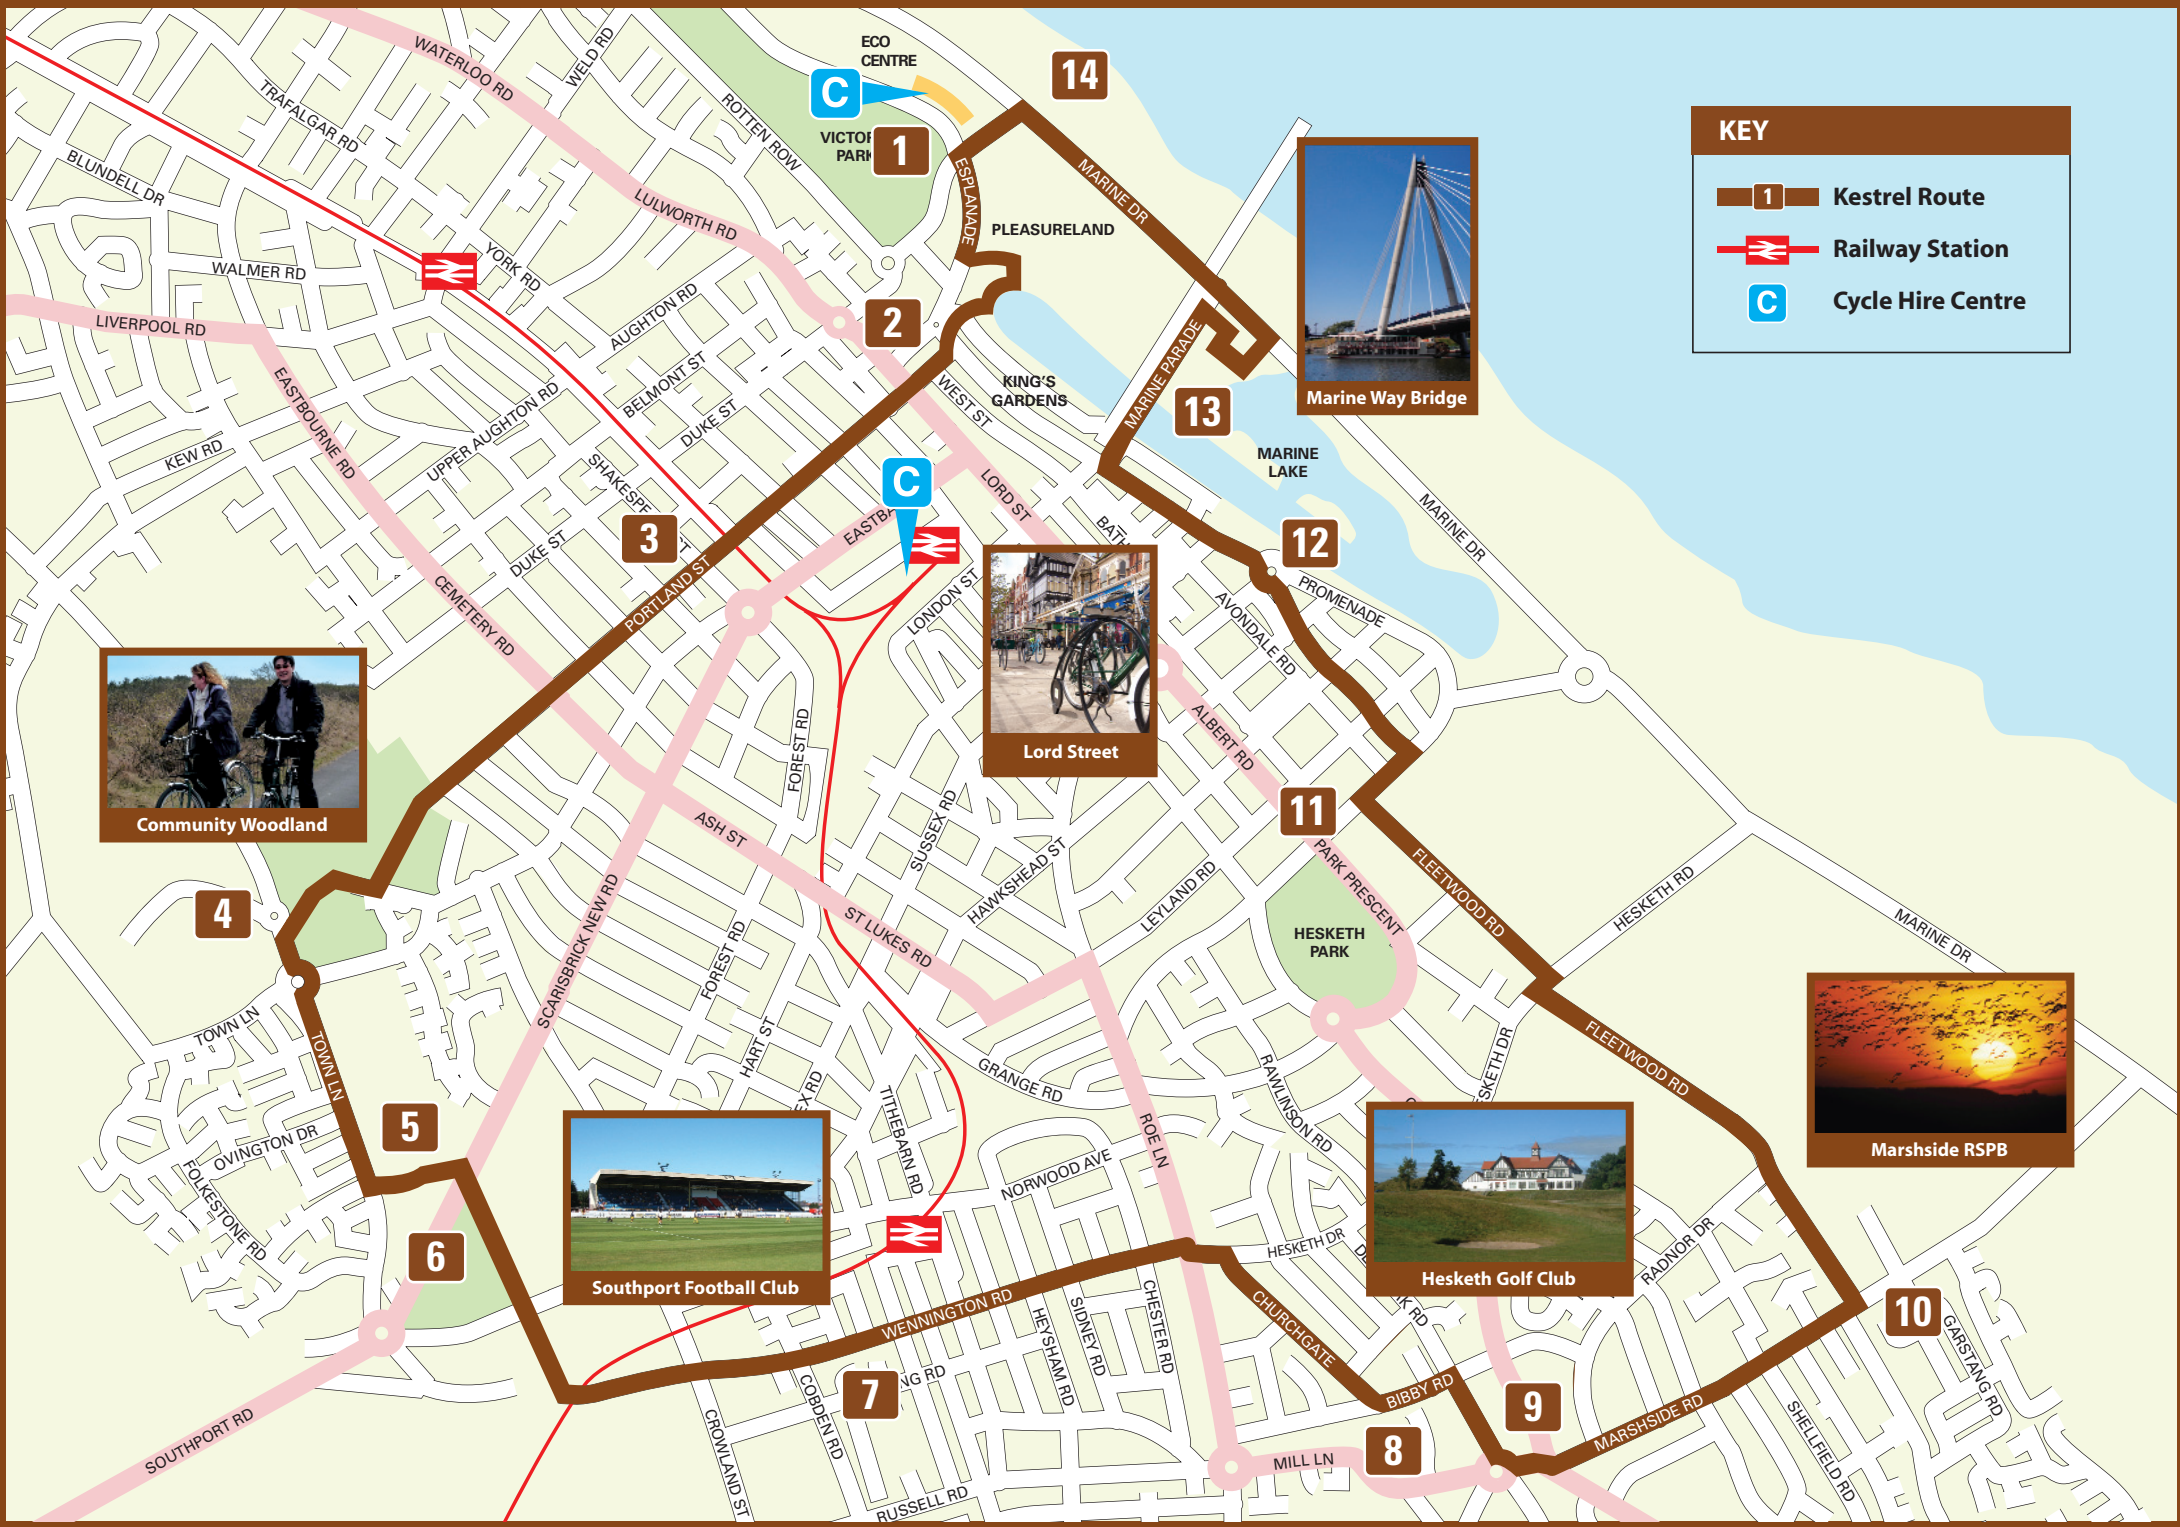 ECO
CENTRE
C
14
WATERLOO RD
WELD RD
TRAFALGAR RD
ROTTEN ROW
VICTOR
PARK
1
KEY
1
Kestrel Route
Railway Station
C
Cycle Hire Centre
BLUNDELL DR
ESPLANADE
MARINE DR
LULWORTH RD
PLEASURELAND
WALMER RD
YORK RD
LIVERPOOL RD
AUGHTON RD
2
MARINE PARADE
Marine Way Bridge
EASTBOURNE RD
BELMONT ST
KING'S
GARDENS
WEST ST
13
UPPER AUGHTON RD
DUKE ST
KEW RD
MARINE
LAKE
SHAKESPE
C
LORD ST
MARINE DR
3
EASTBA
BATH
12
DUKE ST
PORTLAND ST
CEMETERY RD
LONDON ST
PROMENADE
AVONDALE RD
Community Woodland
Lord Street
FOREST RD
ALBERT RD
11
ASH ST
SUSSEX RD
HAWKSHEAD ST
LEYLAND RD
PARK PRESCENT
FLEETWOOD RD
HESKETH RD
MARINE DR
4
SCARISBRICK NEW RD
ST LUKES RD
FOREST RD
HESKETH
PARK
TOWN LN
TOWN LN
HART ST
GRANGE RD
RAWLINSON RD
FLEETWOOD RD
Marshside RSPB
5
OVINGTON DR
FOLKESTONE RD
TITHEBARN RD
ROE LN
NORWOOD AVE
6
Southport Football Club
HESKETH DR
Hesketh Golf Club
RADNOR DR
10
WENNINGTON RD
CHURCHGATE
HEYSHAM RD
SIDNEY RD
CHESTER RD
GARSTANG RD
7
NG RD
COBDEN RD
BIBBY RD
9
MARSHSIDE RD
SHELLFIELD RD
SOUTHPORT RD
CROWLAND ST
8
MILL LN
RUSSELL RD